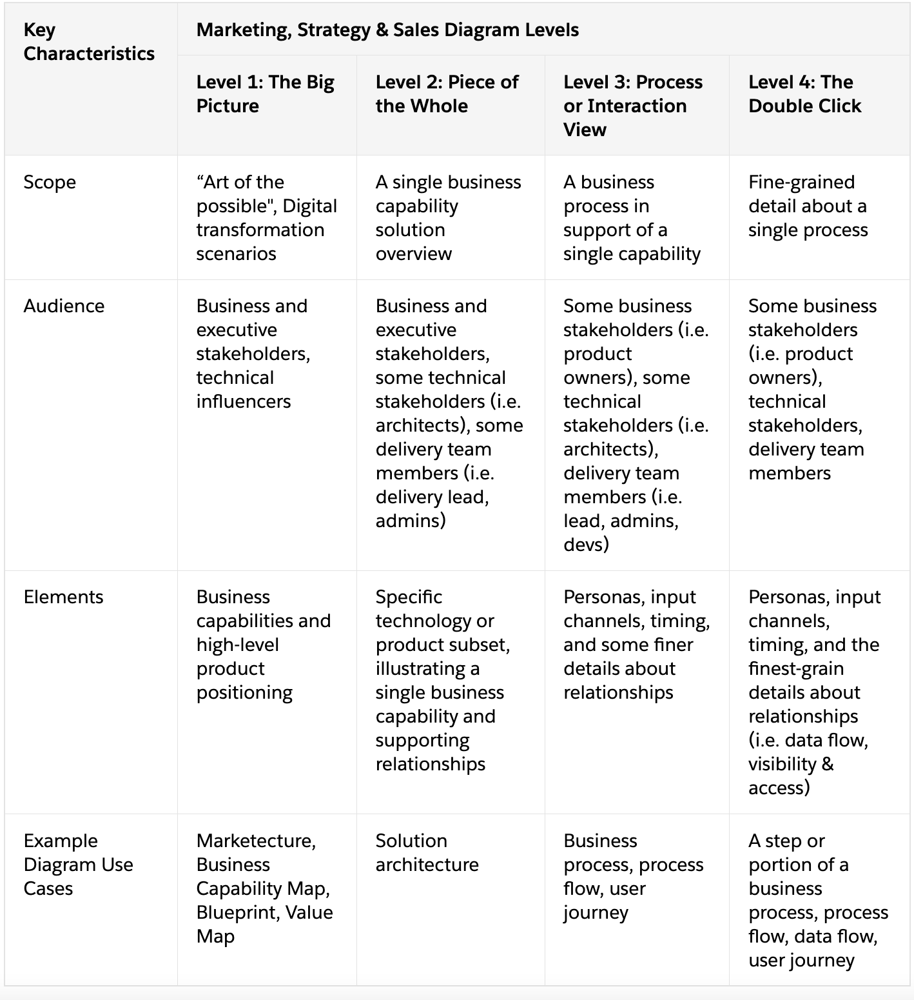 Key
Characteristics
Marketing, Strategy & Sales Diagram Levels
Level 1: The Big
Picture
Level 2: Piece of
the Whole
Level 3: Process
or Interaction
View
Level 4: The
Double Click
Scope
“Art of the
possible", Digital
transformation
scenarios
A single business
capability
solution
overview
A business
process in
support of a
single capability
Fine-grained
detail about a
single process
Audience
Business and
executive
stakeholders,
technical
influencers
Business and
executive
stakeholders,
some technical
stakeholders (i.e.
architects), some
delivery team
members (i.e.
delivery lead,
admins)
Some business
stakeholders (i.e.
product
owners), some
technical
stakeholders (i.e.
architects),
delivery team
members (i.e.
lead, admins,
devs)
Some business
stakeholders
(i.e. product
owners),
technical
stakeholders,
delivery team
members
Elements
Business
capabilities and
high-level
product
positioning
Specific
technology or
product subset,
illustrating a
single business
capability and
supporting
relationships
Personas, input
channels, timing,
and some finer
details about
relationships
Personas, input
channels,
timing, and the
finest-grain
details about
relationships
(i.e. data flow,
visibility &
access)
Example
Diagram Use
Cases
Marketecture,
Business
Capability Map,
Blueprint, Value
Map
Solution
architecture
Business
process, process
flow, user
journey
A step or
portion of a
business
process, process
flow, data flow,
user journey